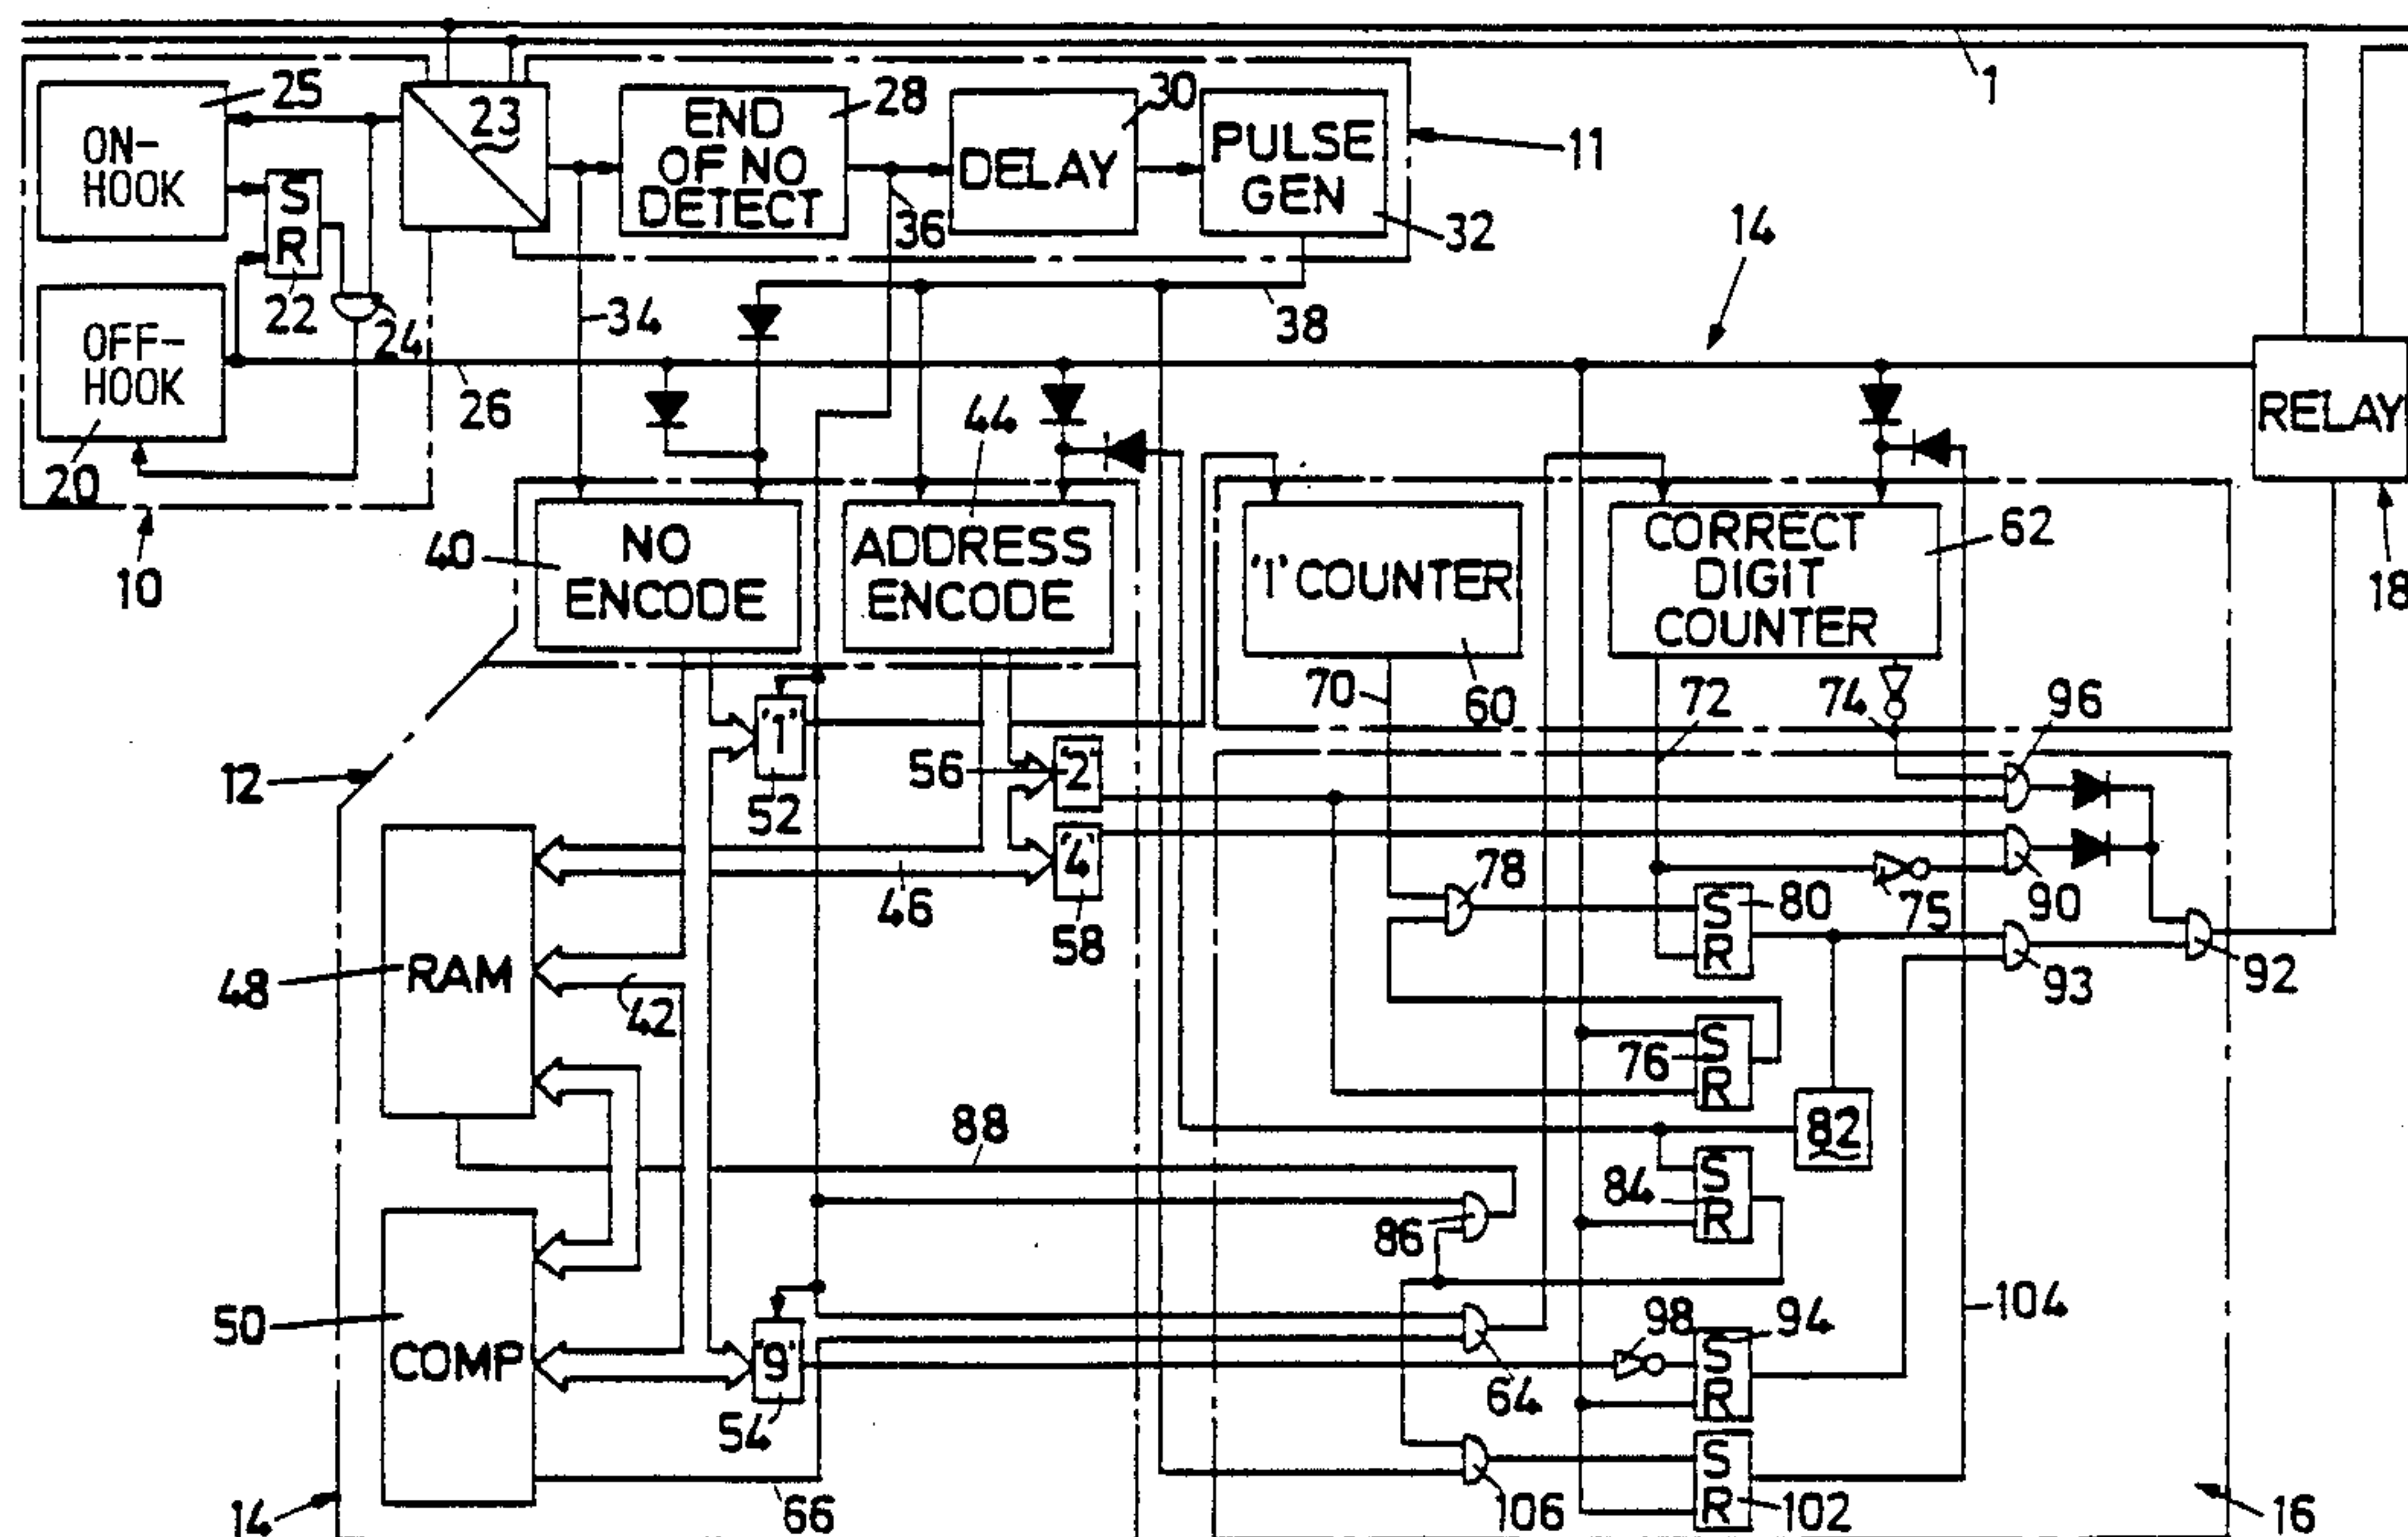 1
25
ON-
HOOK
S
R
22
24
OFF-
HOOK
20
10
23
28
END
OF NO
DETECT
30
DELAY
PULSE
GEN
32
11
34
36
38
14
26
RELAY
18
40
NO
ENCODE
44
ADDRESS
ENCODE
'1' COUNTER
60
CORRECT
DIGIT
COUNTER
62
12
'1'
52
56
'2'
'4'
58
46
70
72
74
96
78
S
R
80
75
90
93
92
48
RAM
42
S
R
76
82
S
R
84
88
86
50
COMP
'9'
54
64
98
S
R
94
104
106
S
R
102
66
14
16